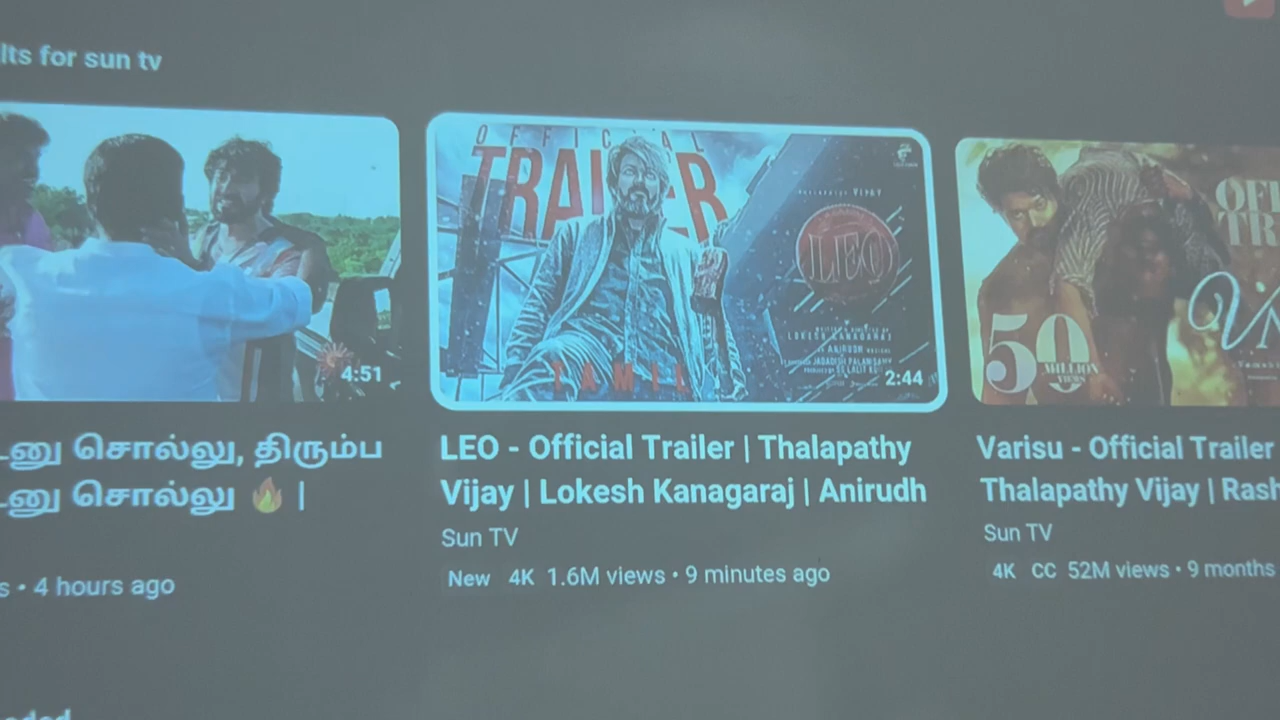 lts for sun tv
4:51
டனு சொல்லு, திரும்ப
டனு சொல்லு 🔥 |
s • 4 hours ago
OFFICIAL
TRAILER
VIJAY
LEO
LOKESH KANAGARAJ
ANIRUDH
TAMIL
2:44
LEO - Official Trailer | Thalapathy
Vijay | Lokesh Kanagaraj | Anirudh
Sun TV
New 4K 1.6M views • 9 minutes ago
OFF
TR
50
MILLION
VIEWS
Varisu - Official Trailer
Thalapathy Vijay | Rash
Sun TV
4K CC 52M views • 9 months